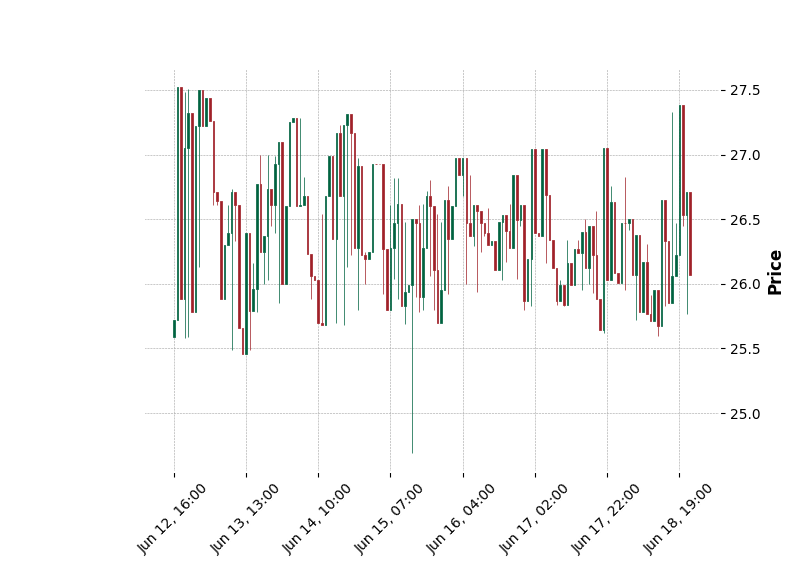 27.5
27.0
26.5
26.0
25.5
25.0
Price
Jun 12, 16:00
Jun 13, 13:00
Jun 14, 10:00
Jun 15, 07:00
Jun 16, 04:00
Jun 17, 02:00
Jun 17, 22:00
Jun 18, 19:00